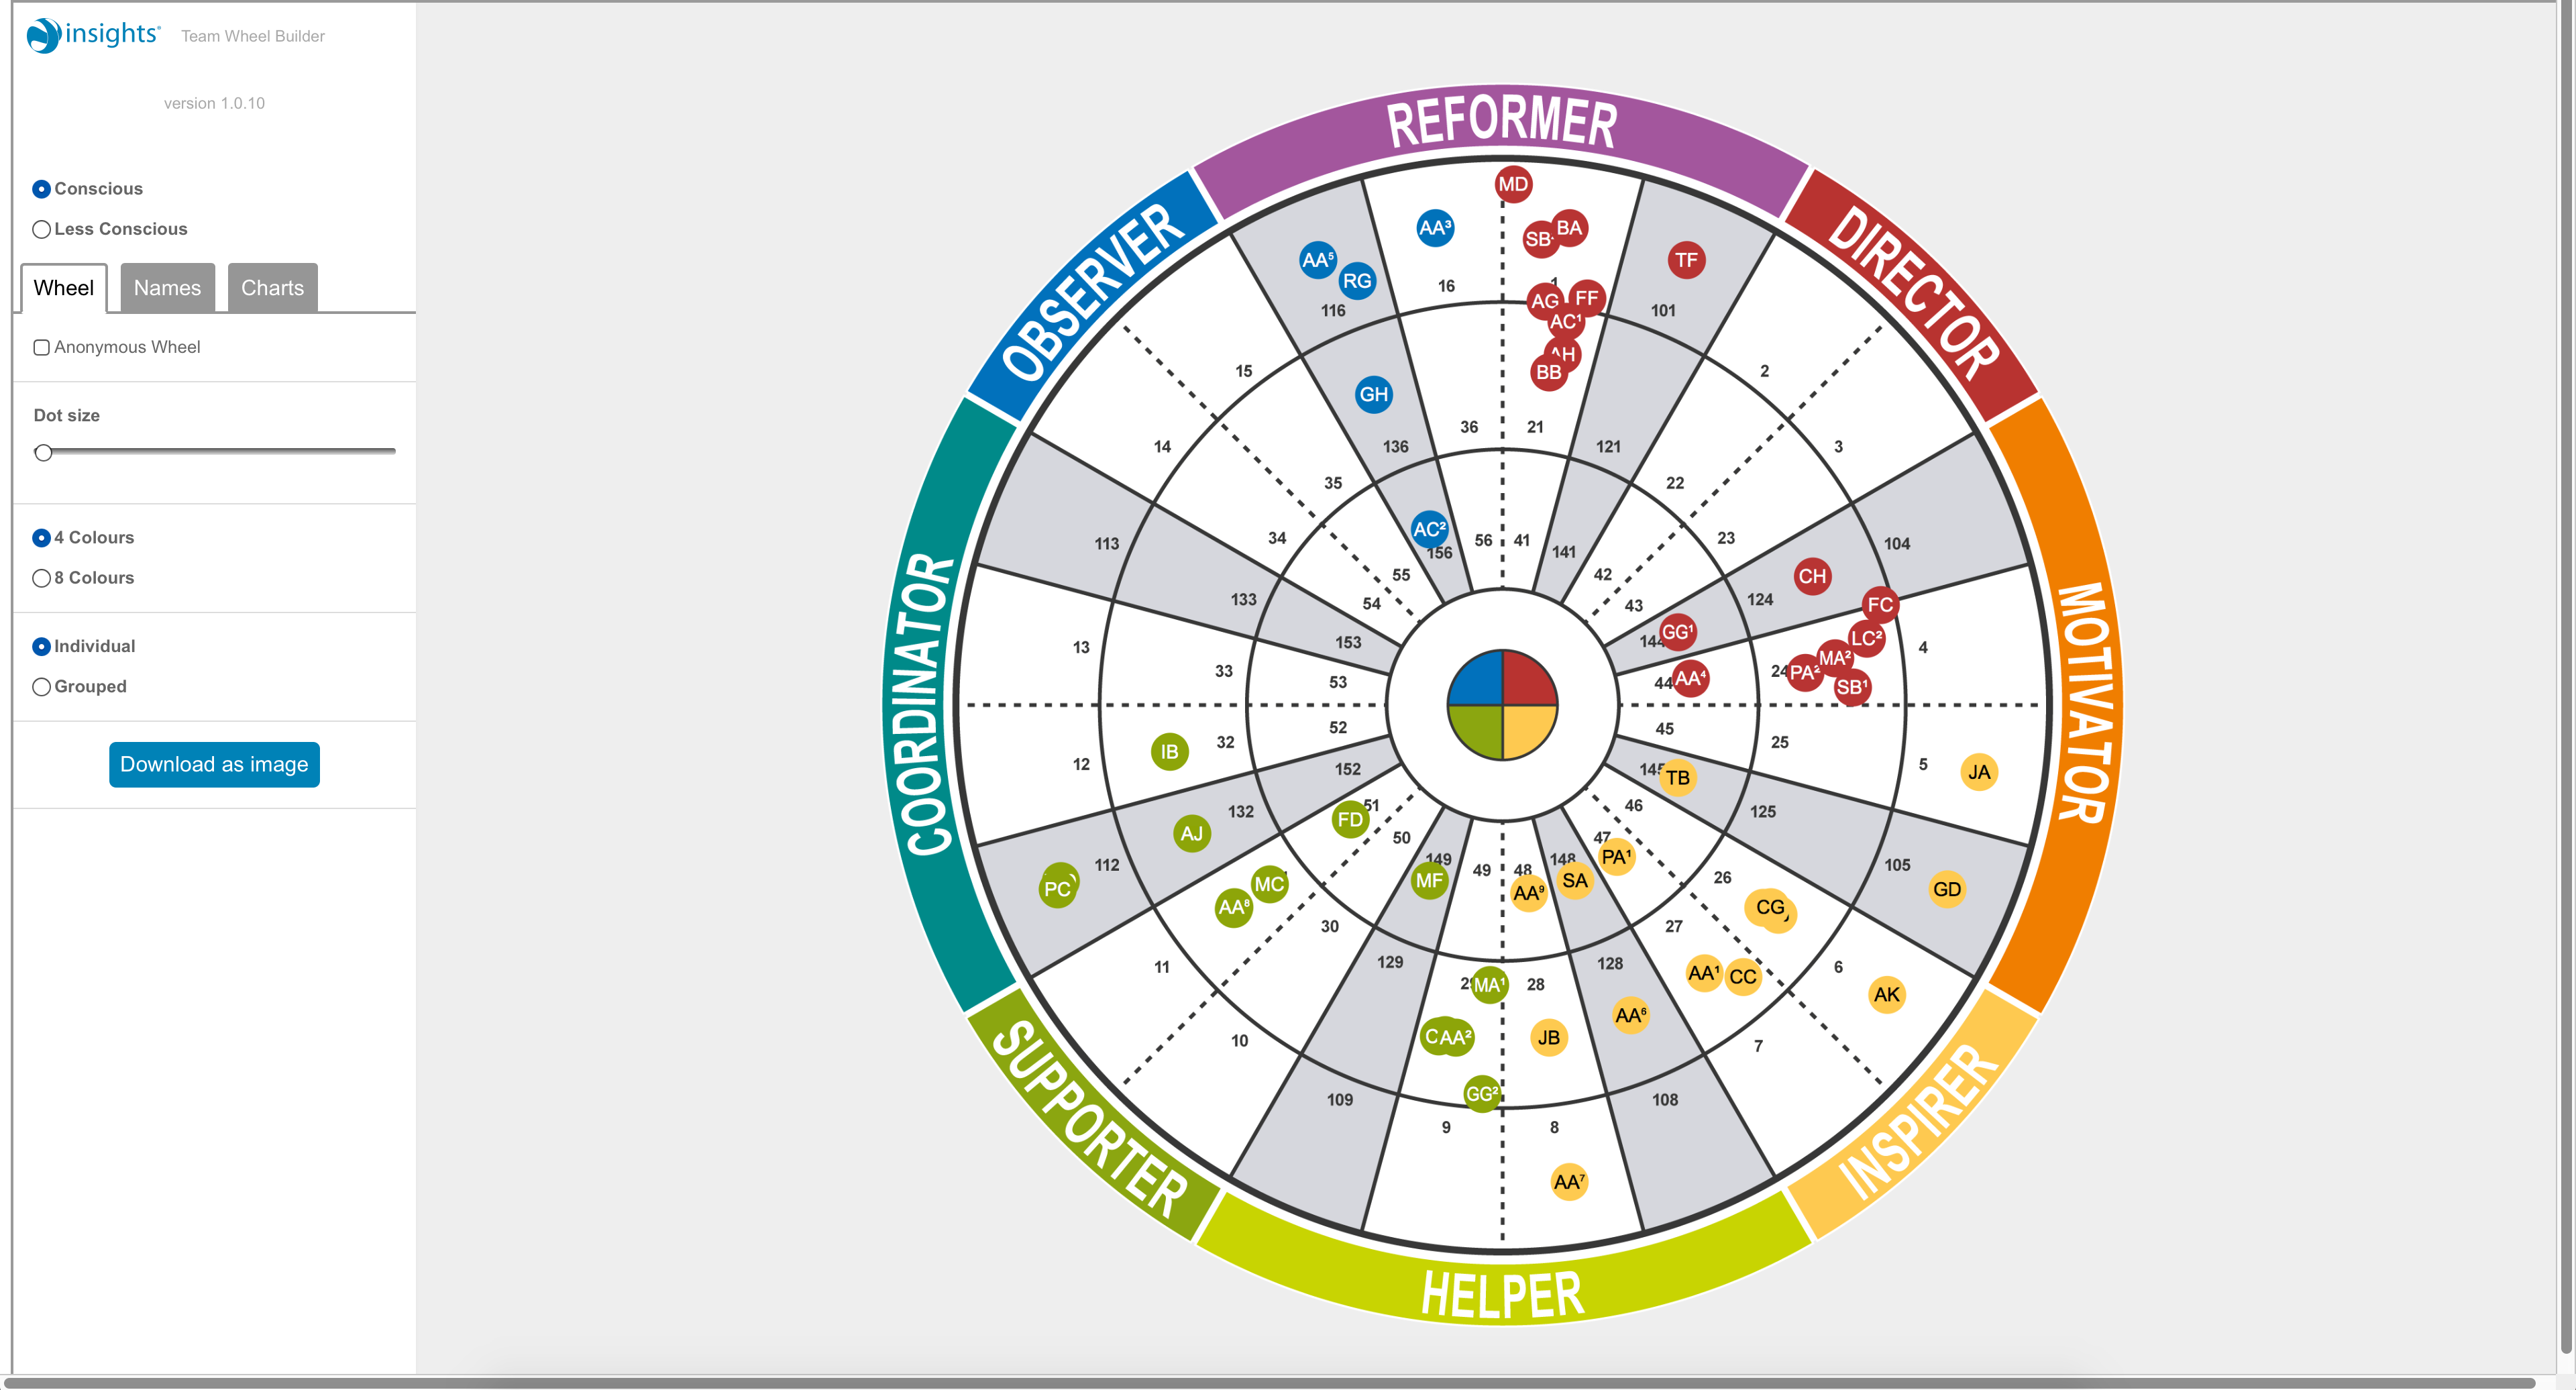 insights® Team Wheel Builder
version 1.0.10
Conscious
Less Conscious
Wheel Names Charts
Anonymous Wheel
Dot size
4 Colours
8 Colours
Individual
Grouped
Download as image
REFORMER
DIRECTOR
MOTIVATOR
INSPIRER
HELPER
SUPPORTER
COORDINATOR
OBSERVER
MD
AA³ BA
SB
AA⁵ TF
RG
16 1
AG FF
116 101
AC¹
AH
15 BB 2
GH
36 21
14 136 121 3
35 22
AC²
34 56 41 23
113 156 141 104
55 42 CH
133 54 43 124 FC
GG¹
13 153 144 LC² 4
MA²
33 24 PA²
53 44 AA⁴ SB¹
52 45
IB 32 25
12 152 145 TB 5 JA
51 46
132 FD 125
AJ 50 47
149 148 PA¹
112 49 48 105
PC MC MF AA⁹ SA 26 GD
AA⁸ CG
30 27
129 128
11 AA¹ CC 6
MA¹ 28 AK
AA⁶
10 AA² JB 7
GG²
109 108
9 8
AA⁷